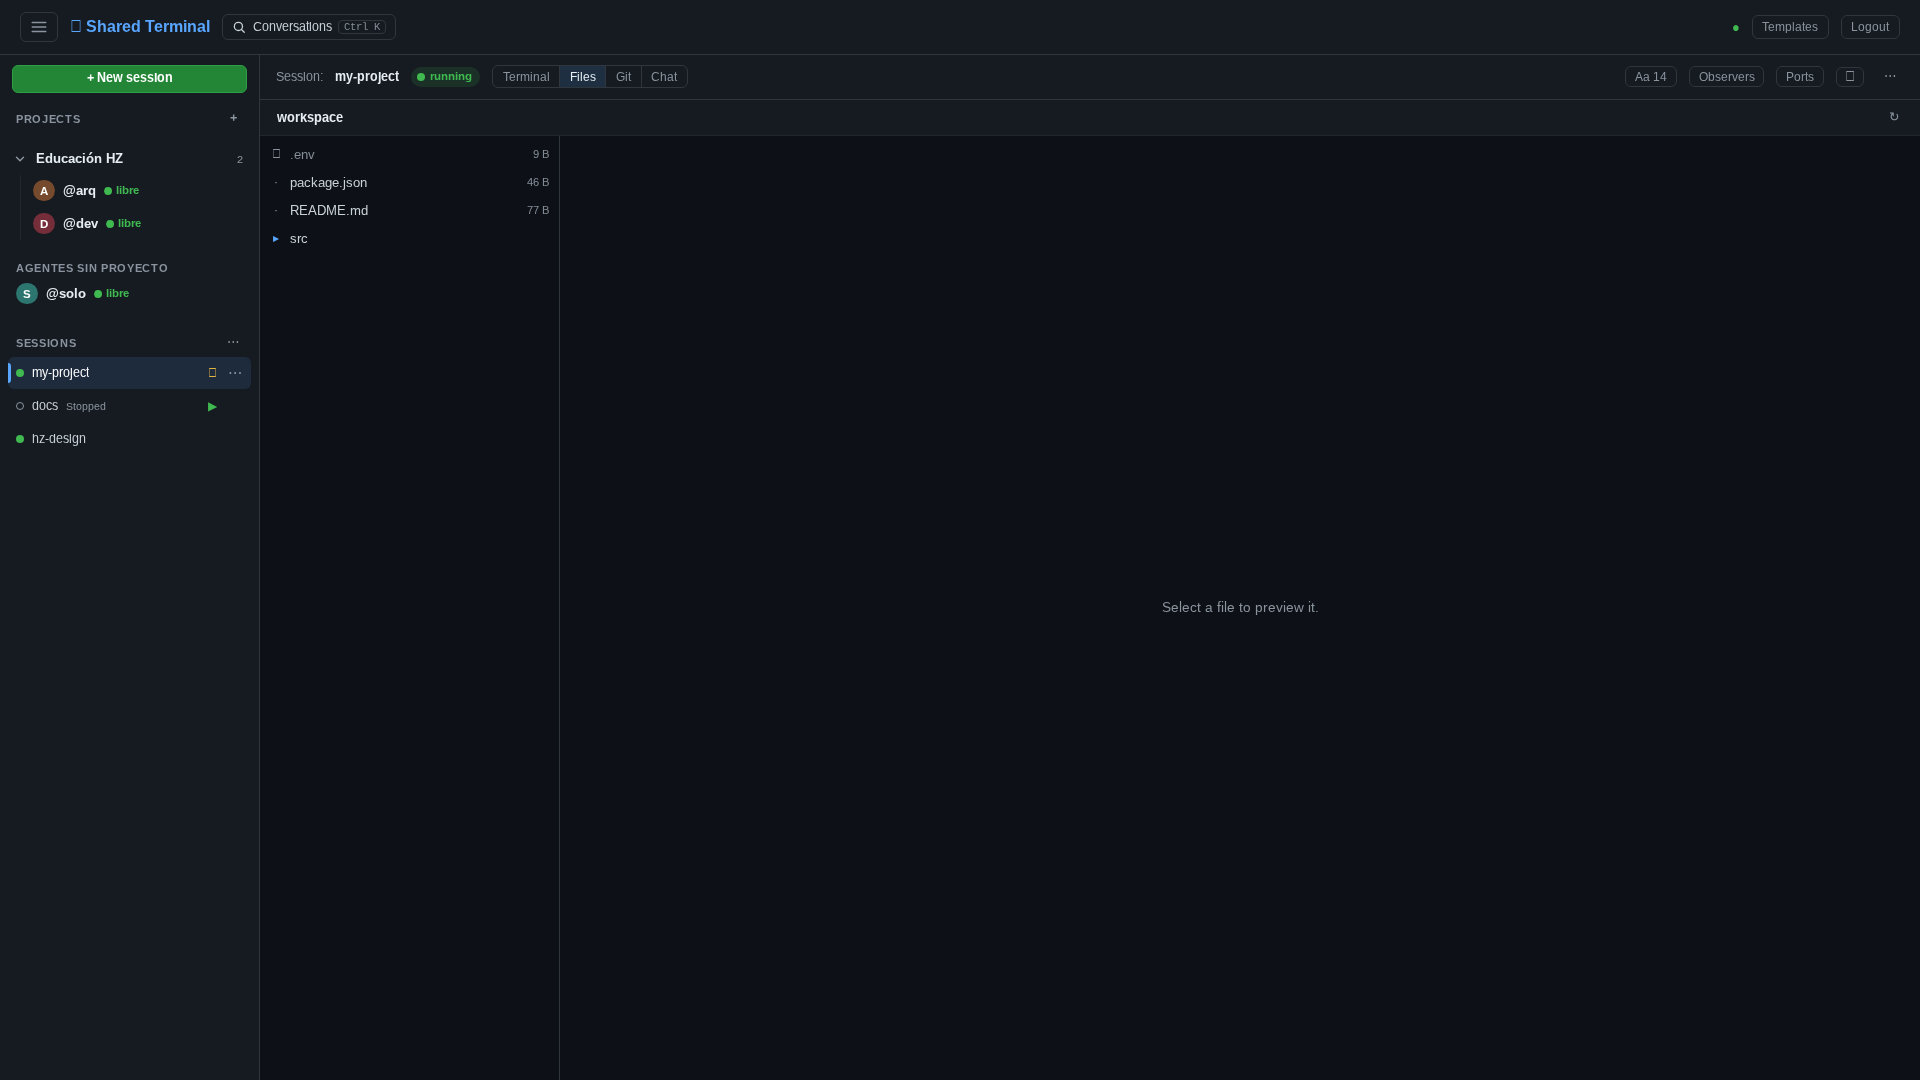 Shared Terminal
Conversations Ctrl K
Templates
Logout
+ New session
PROJECTS +
Educación HZ 2
A @arq libre
D @dev libre
AGENTES SIN PROYECTO
S @solo libre
SESSIONS ···
my-project ···
docs Stopped
hz-design
Session: my-project running
Terminal Files Git Chat
Aa 14
Observers
Ports
···
workspace ↻
.env 9 B
· package.json 46 B
· README.md 77 B
▸ src
Select a file to preview it.